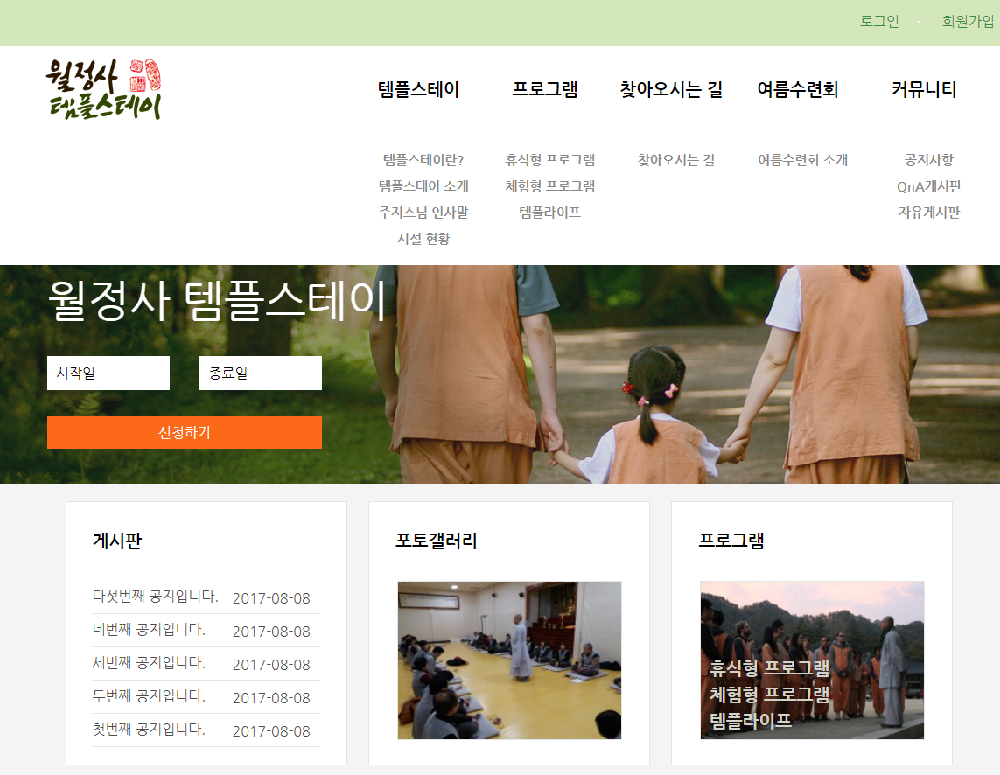 로그인 · 회원가입
월정사
템플스테이
템플스테이 프로그램 찾아오시는 길 여름수련회 커뮤니티
템플스테이란? 휴식형 프로그램 찾아오시는 길 여름수련회 소개 공지사항
템플스테이 소개 체험형 프로그램 QnA게시판
주지스님 인사말 템플라이프 자유게시판
시설 현황
월정사 템플스테이
시작일 종료일
신청하기
게시판
다섯번째 공지입니다. 2017-08-08
네번째 공지입니다. 2017-08-08
세번째 공지입니다. 2017-08-08
두번째 공지입니다. 2017-08-08
첫번째 공지입니다. 2017-08-08
포토갤러리
프로그램
휴식형 프로그램
체험형 프로그램
템플라이프